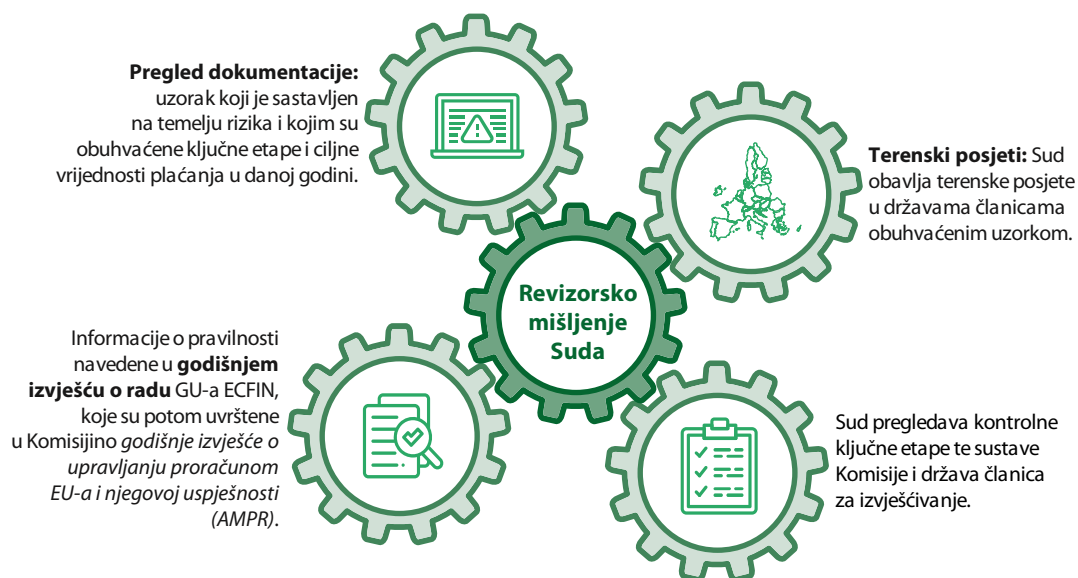 Pregled dokumentacije:
uzorak koji je sastavljen
na temelju rizika i kojim su
obuhvaćene ključne etape i ciljne
vrijednosti plaćanja u danoj godini.
Terenski posjeti: Sud
obavlja terenske posjete
u državama članicama
obuhvaćenim uzorkom.
Revizorsko
mišljenje
Suda
Informacije o pravilnosti
navedene u godišnjem
izvješću o radu GU-a ECFIN,
koje su potom uvrštene
u Komisijino godišnje izvješće o
upravljanju proračunom
EU-a i njegovoj uspješnosti
(AMPR).
Sud pregledava kontrolne
ključne etape te sustave
Komisije i država članica
za izvješćivanje.